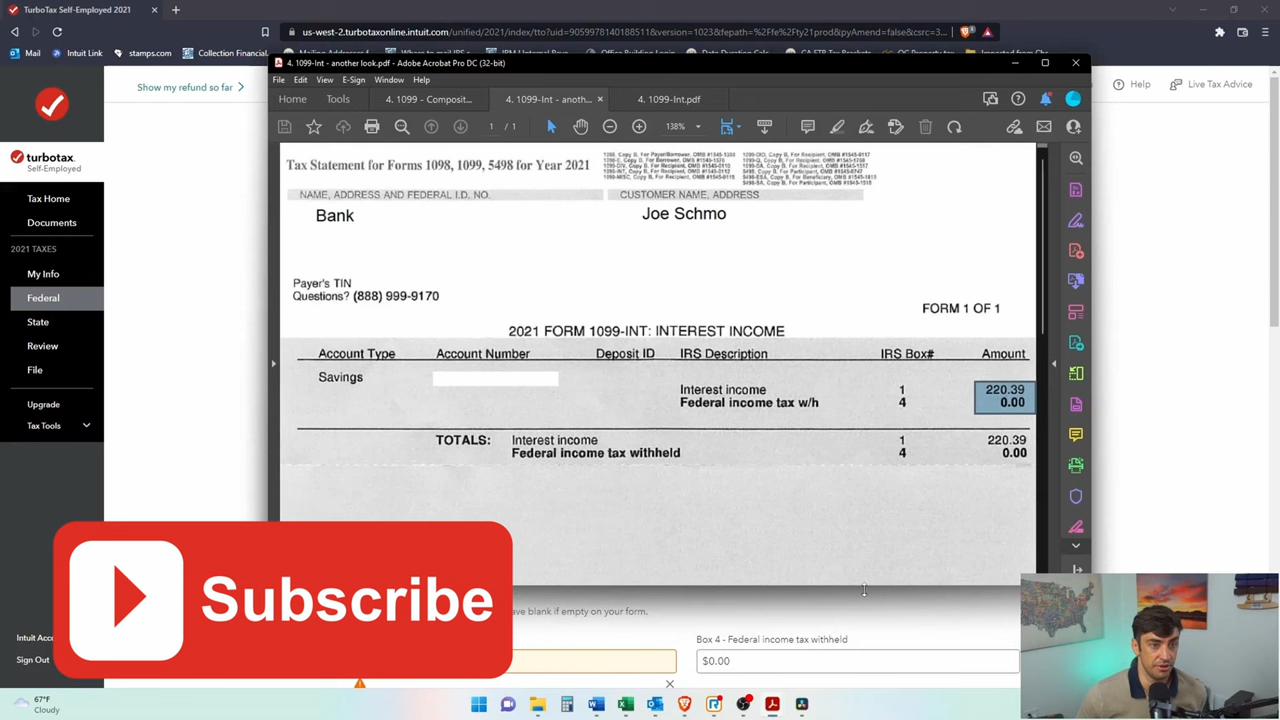 TurboTax Self-Employed 2021
us-west-2.turbotaxonline.intuit.com/unified/2021/index/tto?uid=9059978140188511&version=1023&fepath=%2Ffe%2Fty21prod&pyAmend=false&csrc=3...
Mail
Intuit Link
stamps.com
Collection Financial
Show my refund so far
Help
Live Tax Advice
turbotax
Self-Employed
Tax Home
Documents
2021 TAXES
My Info
Federal
State
Review
File
Upgrade
Tax Tools
Sign Out
4. 1099-Int - another look.pdf - Adobe Acrobat Pro DC (32-bit)
File Edit View E-Sign Window Help
Home Tools 4. 1099 - Composit... 4. 1099-Int - anoth... 4. 1099-Int.pdf
1 / 1 138%
Tax Statement for Forms 1098, 1099, 5498 for Year 2021
NAME, ADDRESS AND FEDERAL I.D. NO. CUSTOMER NAME, ADDRESS
Bank Joe Schmo
Payer's TIN
Questions? (888) 999-9170
FORM 1 OF 1
2021 FORM 1099-INT: INTEREST INCOME
Account Type Account Number Deposit ID IRS Description IRS Box# Amount
Savings
Interest income 1 220.39
Federal income tax w/h 4 0.00
TOTALS: Interest income 1 220.39
Federal income tax withheld 4 0.00
Subscribe
ave blank if empty on your form.
Box 4 - Federal income tax withheld
$0.00
67°F
Cloudy